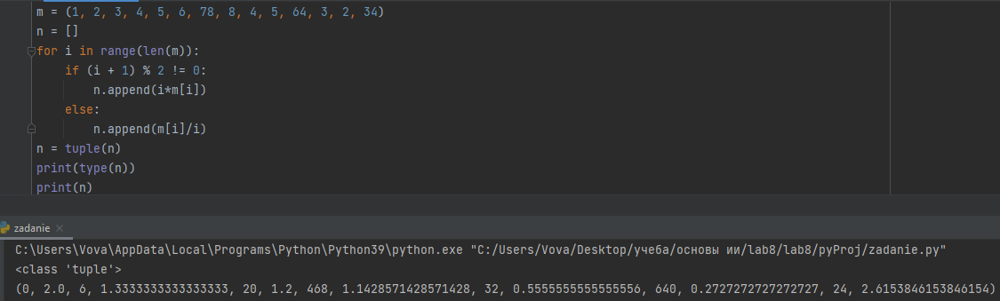 m = (1, 2, 3, 4, 5, 6, 78, 8, 4, 5, 64, 3, 2, 34)
n = []
for i in range(len(m)):
    if (i + 1) % 2 != 0:
        n.append(i*m[i])
    else:
        n.append(m[i]/i)
n = tuple(n)
print(type(n))
print(n)
zadanie ×
C:\Users\Vova\AppData\Local\Programs\Python\Python39\python.exe "C:/Users/Vova/Desktop/учеба/основы ии/lab8/lab8/pyProj/zadanie.py"
<class 'tuple'>
(0, 2.0, 6, 1.3333333333333333, 20, 1.2, 468, 1.1428571428571428, 32, 0.5555555555555556, 640, 0.2727272727272727, 24, 2.6153846153846154)